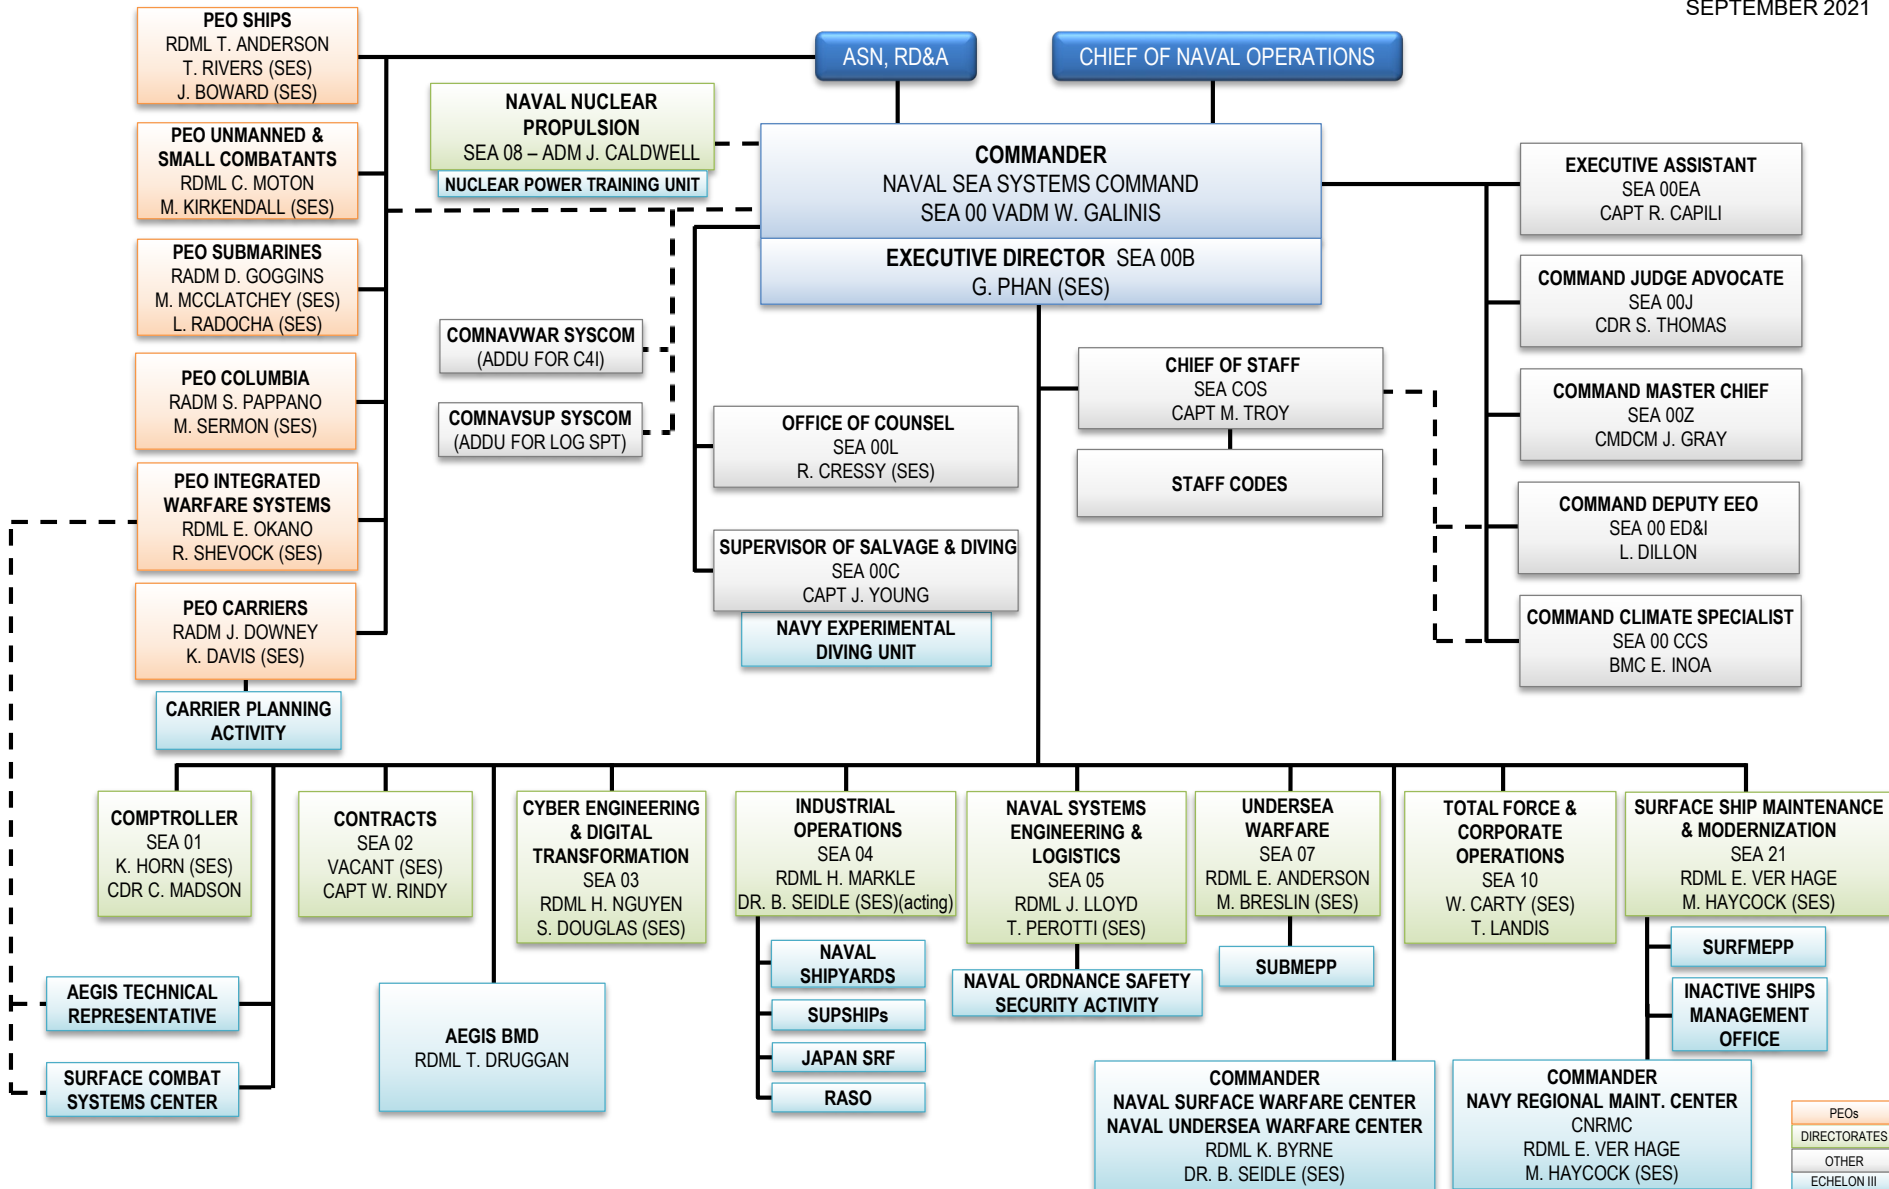 SEPTEMBER 2021
PEO SHIPS
RDML T. ANDERSON
T. RIVERS (SES)
J. BOWARD (SES)
ASN, RD&A
CHIEF OF NAVAL OPERATIONS
NAVAL NUCLEAR
PROPULSION
SEA 08 – ADM J. CALDWELL
NUCLEAR POWER TRAINING UNIT
PEO UNMANNED &
SMALL COMBATANTS
RDML C. MOTON
M. KIRKENDALL (SES)
COMMANDER
NAVAL SEA SYSTEMS COMMAND
SEA 00 VADM W. GALINIS
EXECUTIVE DIRECTOR SEA 00B
G. PHAN (SES)
EXECUTIVE ASSISTANT
SEA 00EA
CAPT R. CAPILI
PEO SUBMARINES
RADM D. GOGGINS
M. MCCLATCHEY (SES)
L. RADOCHA (SES)
COMMAND JUDGE ADVOCATE
SEA 00J
CDR S. THOMAS
COMNAVWAR SYSCOM
(ADDU FOR C4I)
CHIEF OF STAFF
SEA COS
CAPT M. TROY
PEO COLUMBIA
RADM S. PAPPANO
M. SERMON (SES)
COMMAND MASTER CHIEF
SEA 00Z
CMDCM J. GRAY
COMNAVSUP SYSCOM
(ADDU FOR LOG SPT)
OFFICE OF COUNSEL
SEA 00L
R. CRESSY (SES)
STAFF CODES
PEO INTEGRATED
WARFARE SYSTEMS
RDML E. OKANO
R. SHEVOCK (SES)
COMMAND DEPUTY EEO
SEA 00 ED&I
L. DILLON
SUPERVISOR OF SALVAGE & DIVING
SEA 00C
CAPT J. YOUNG
NAVY EXPERIMENTAL
DIVING UNIT
PEO CARRIERS
RADM J. DOWNEY
K. DAVIS (SES)
COMMAND CLIMATE SPECIALIST
SEA 00 CCS
BMC E. INOA
CARRIER PLANNING
ACTIVITY
COMPTROLLER
SEA 01
K. HORN (SES)
CDR C. MADSON
CONTRACTS
SEA 02
VACANT (SES)
CAPT W. RINDY
CYBER ENGINEERING
& DIGITAL
TRANSFORMATION
SEA 03
RDML H. NGUYEN
S. DOUGLAS (SES)
INDUSTRIAL
OPERATIONS
SEA 04
RDML H. MARKLE
DR. B. SEIDLE (SES)(acting)
NAVAL SYSTEMS
ENGINEERING &
LOGISTICS
SEA 05
RDML J. LLOYD
T. PEROTTI (SES)
UNDERSEA
WARFARE
SEA 07
RDML E. ANDERSON
M. BRESLIN (SES)
TOTAL FORCE &
CORPORATE
OPERATIONS
SEA 10
W. CARTY (SES)
T. LANDIS
SURFACE SHIP MAINTENANCE
& MODERNIZATION
SEA 21
RDML E. VER HAGE
M. HAYCOCK (SES)
AEGIS TECHNICAL
REPRESENTATIVE
SURFACE COMBAT
SYSTEMS CENTER
AEGIS BMD
RDML T. DRUGGAN
NAVAL
SHIPYARDS
SUPSHIPs
JAPAN SRF
RASO
NAVAL ORDNANCE SAFETY
SECURITY ACTIVITY
SUBMEPP
SURFMEPP
INACTIVE SHIPS
MANAGEMENT
OFFICE
COMMANDER
NAVAL SURFACE WARFARE CENTER
NAVAL UNDERSEA WARFARE CENTER
RDML K. BYRNE
DR. B. SEIDLE (SES)
COMMANDER
NAVY REGIONAL MAINT. CENTER
CNRMC
RDML E. VER HAGE
M. HAYCOCK (SES)
PEOs
DIRECTORATES
OTHER
ECHELON III